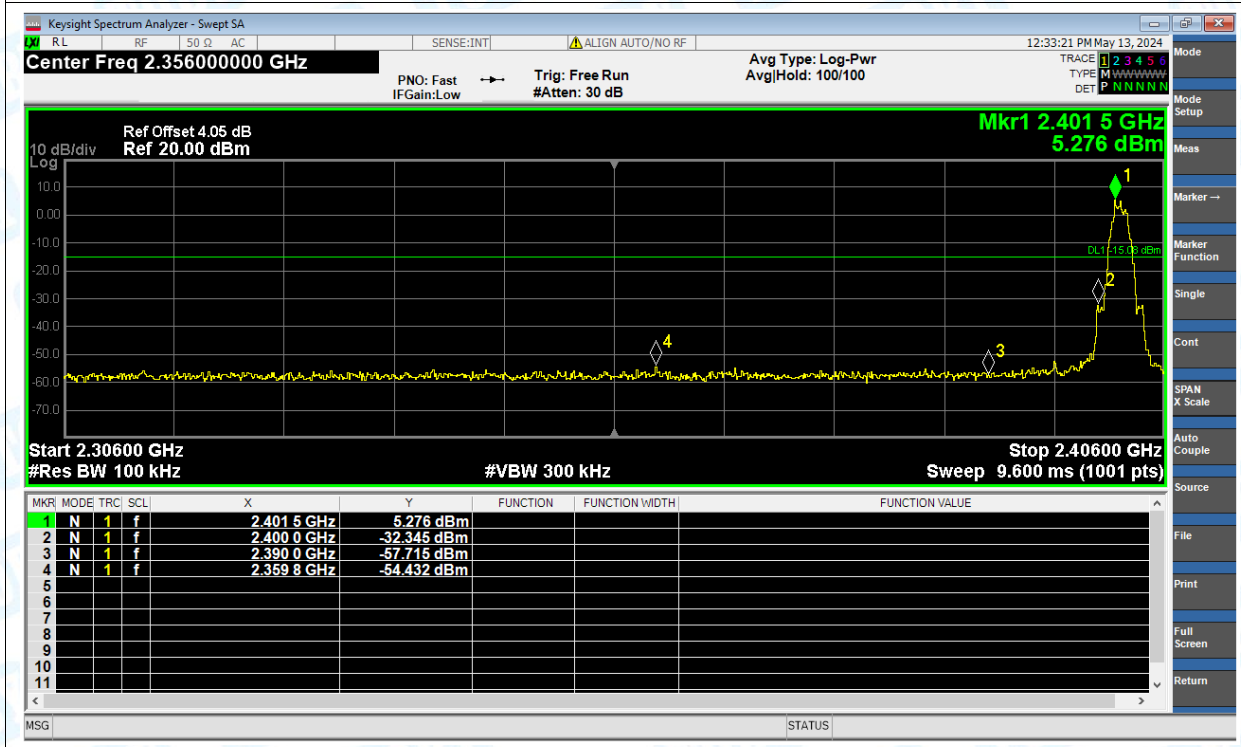 Keysight Spectrum Analyzer - Swept SA
LXI RL RF 50 Ω AC SENSE:INT ALIGN AUTO/NO RF 12:33:21 PM May 13, 2024
Center Freq 2.356000000 GHz
PNO: Fast
IFGain:Low
Trig: Free Run
#Atten: 30 dB
Avg Type: Log-Pwr
Avg|Hold: 100/100
TRACE 1 2 3 4 5 6
TYPE M WWWWW
DET P N N N N N
Ref Offset 4.05 dB
10 dB/div Ref 20.00 dBm
Log
Mkr1 2.401 5 GHz
5.276 dBm
10.0
0.00
-10.0
-20.0
-30.0
-40.0
-50.0
-60.0
-70.0
1
DL1 -15.08 dBm
2
4
3
Start 2.30600 GHz Stop 2.40600 GHz
#Res BW 100 kHz #VBW 300 kHz Sweep 9.600 ms (1001 pts)
MKR MODE TRC SCL X Y FUNCTION FUNCTION WIDTH FUNCTION VALUE
1 N 1 f 2.401 5 GHz 5.276 dBm
2 N 1 f 2.400 0 GHz -32.345 dBm
3 N 1 f 2.390 0 GHz -57.715 dBm
4 N 1 f 2.359 8 GHz -54.432 dBm
5
6
7
8
9
10
11
MSG STATUS
Mode
Mode
Setup
Meas
Marker →
Marker
Function
Single
Cont
SPAN
X Scale
Auto
Couple
Source
File
Print
Full
Screen
Return